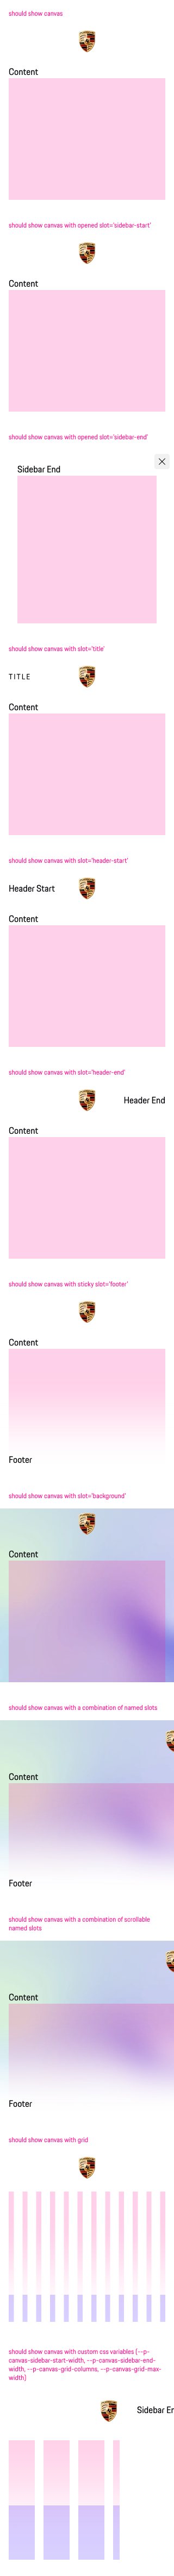 should show canvas
Content
should show canvas with opened slot='sidebar-start'
Content
should show canvas with opened slot='sidebar-end'
Sidebar End
should show canvas with slot='title'
TITLE
Content
should show canvas with slot='header-start'
Header Start
Content
should show canvas with slot='header-end'
Header End
Content
should show canvas with sticky slot='footer'
Content
Footer
should show canvas with slot='background'
Content
should show canvas with a combination of named slots
Content
Footer
should show canvas with a combination of scrollable
named slots
Content
Footer
should show canvas with grid
should show canvas with custom css variables (--p-
canvas-sidebar-start-width, --p-canvas-sidebar-end-
width, --p-canvas-grid-columns, --p-canvas-grid-max-
width)
Sidebar Er